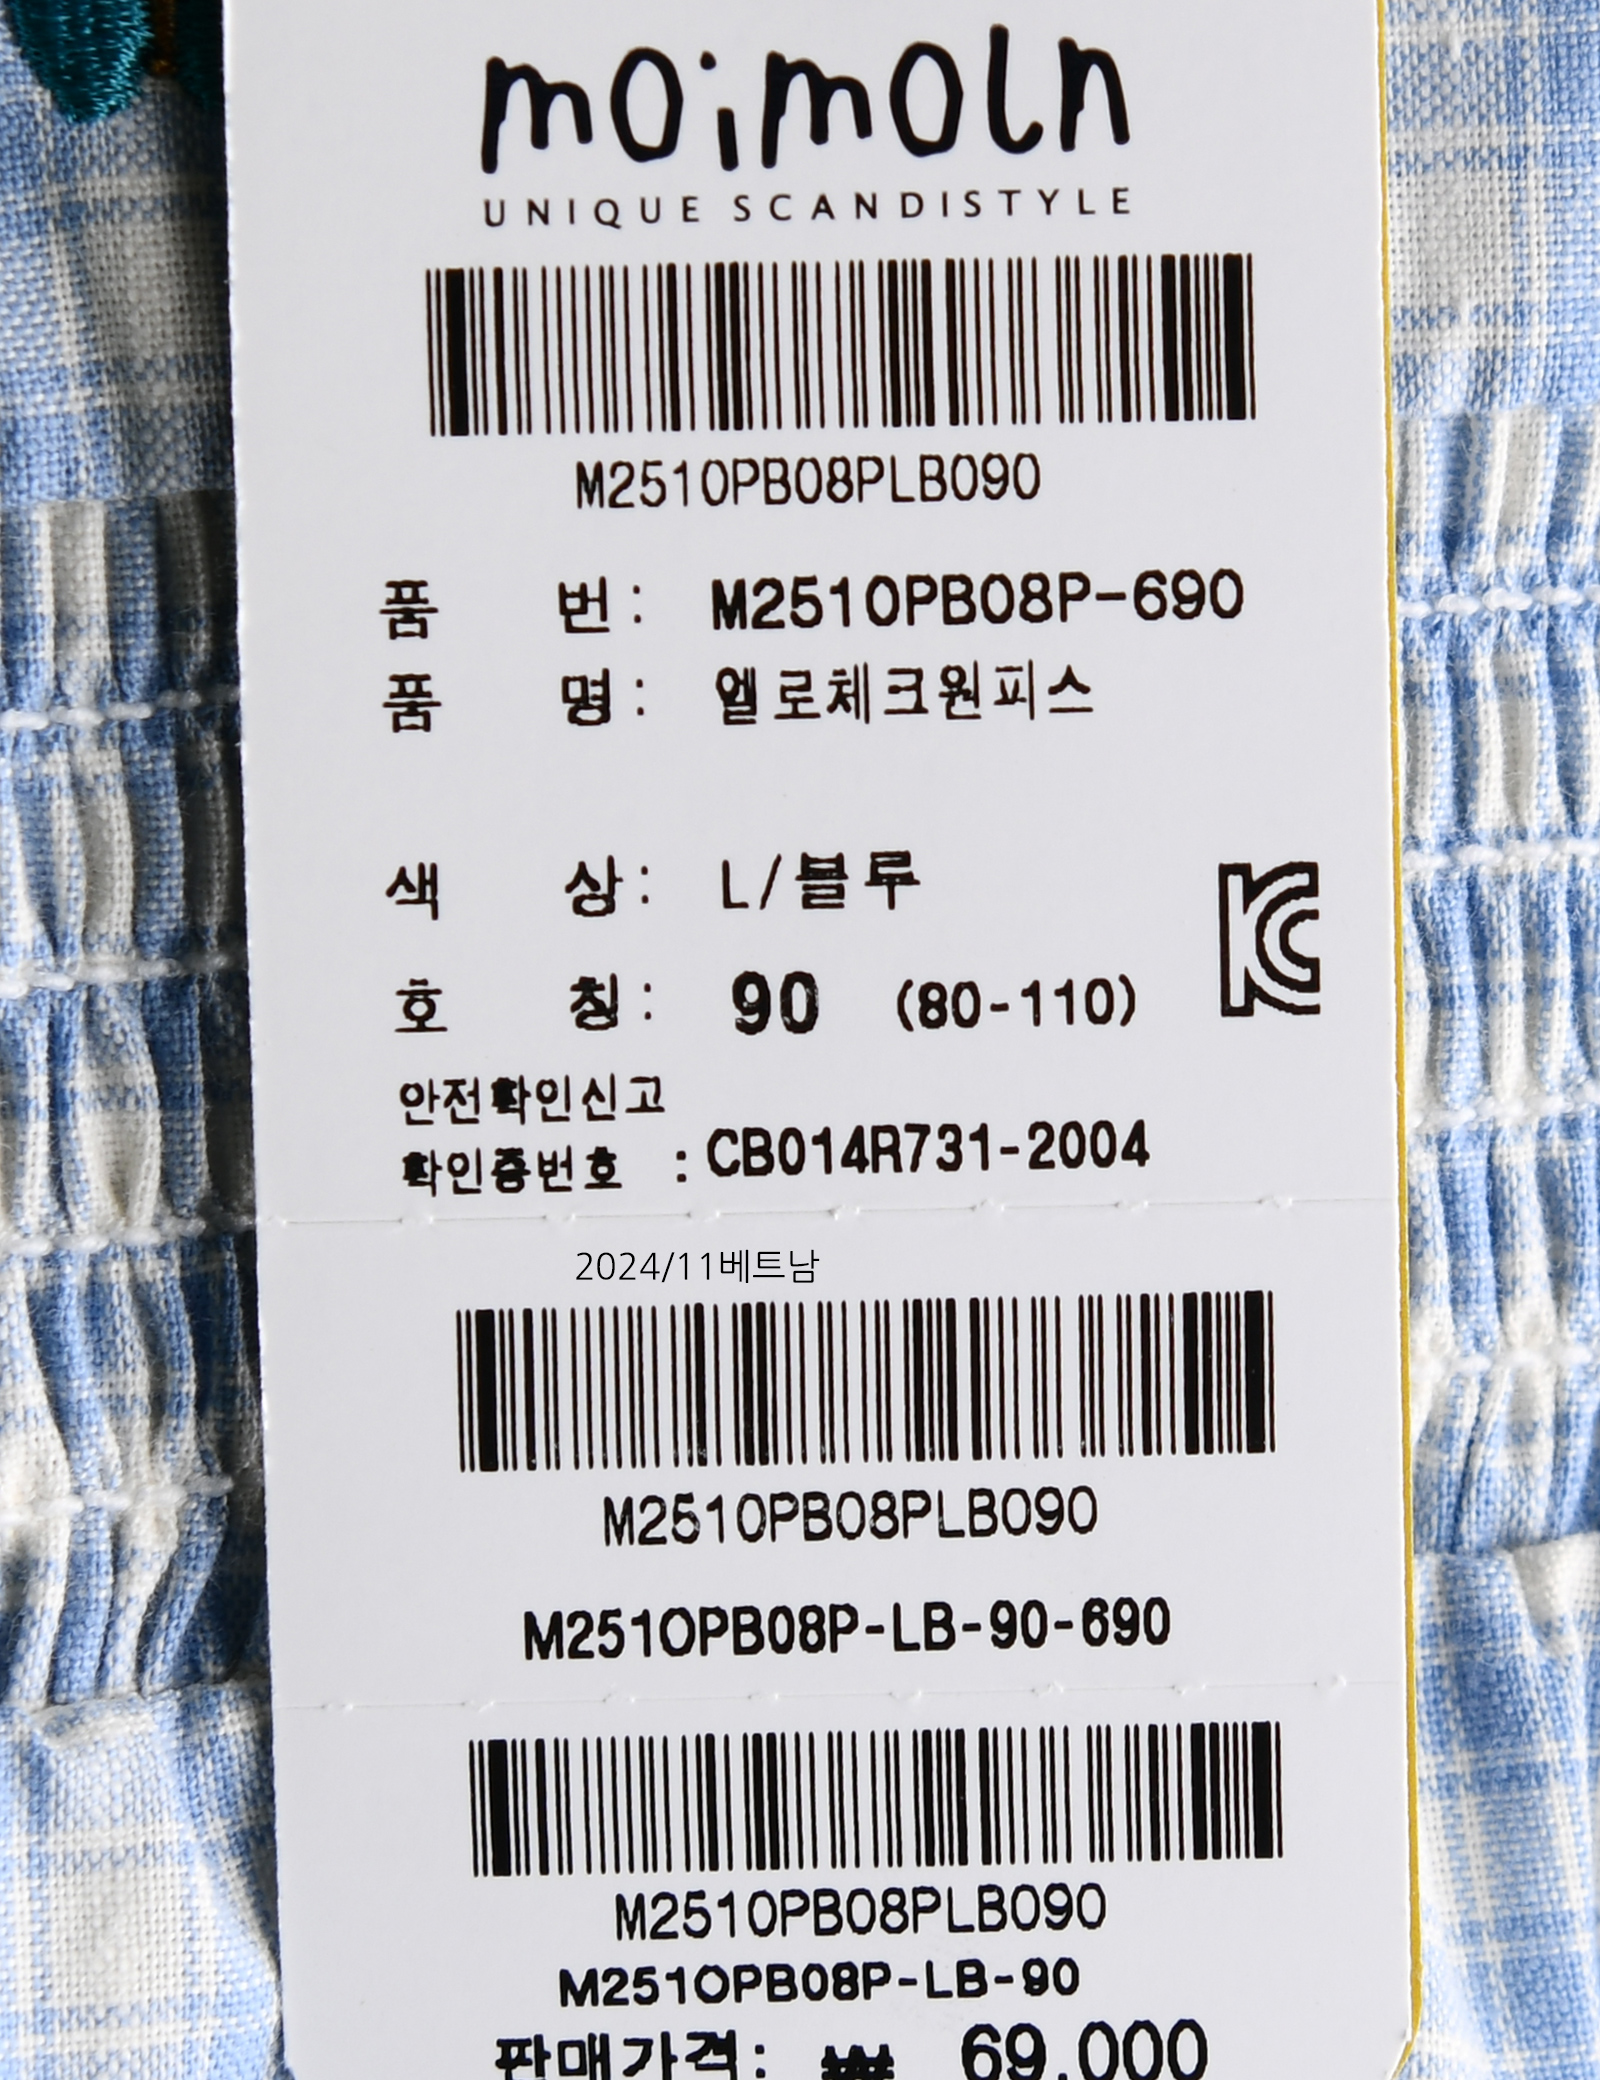 moimoln
UNIQUE SCANDISTYLE
M2510PB08PLB090
품 번: M2510PB08P-690
품 명: 엘로체크원피스
색 상: L/블루
호 칭: 90 (80-110)
안전확인신고
확인증번호 : CB014R731-2004
2024/11베트남
M2510PB08PLB090
M2510PB08P-LB-90-690
M2510PB08PLB090
M2510PB08P-LB-90
판매가격: ₩ 69.000